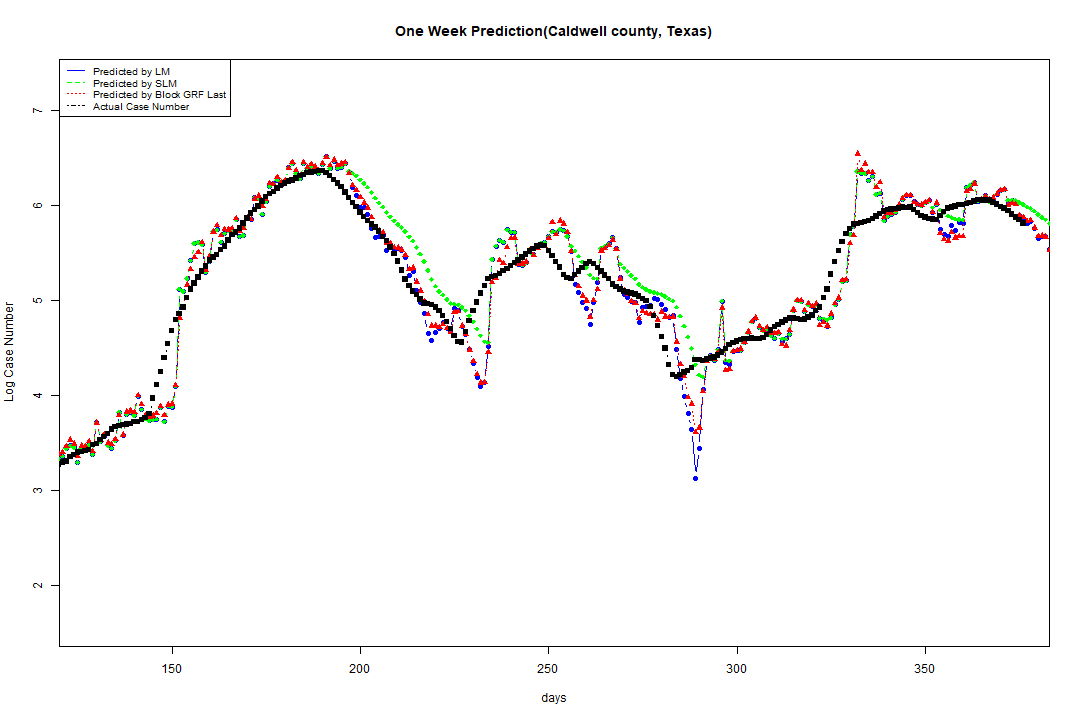 One Week Prediction(Caldwell county, Texas)
Predicted by LM
Predicted by SLM
Predicted by Block GRF Last
Actual Case Number
7
6
5
4
3
2
Log Case Number
150 200 250 300 350
days